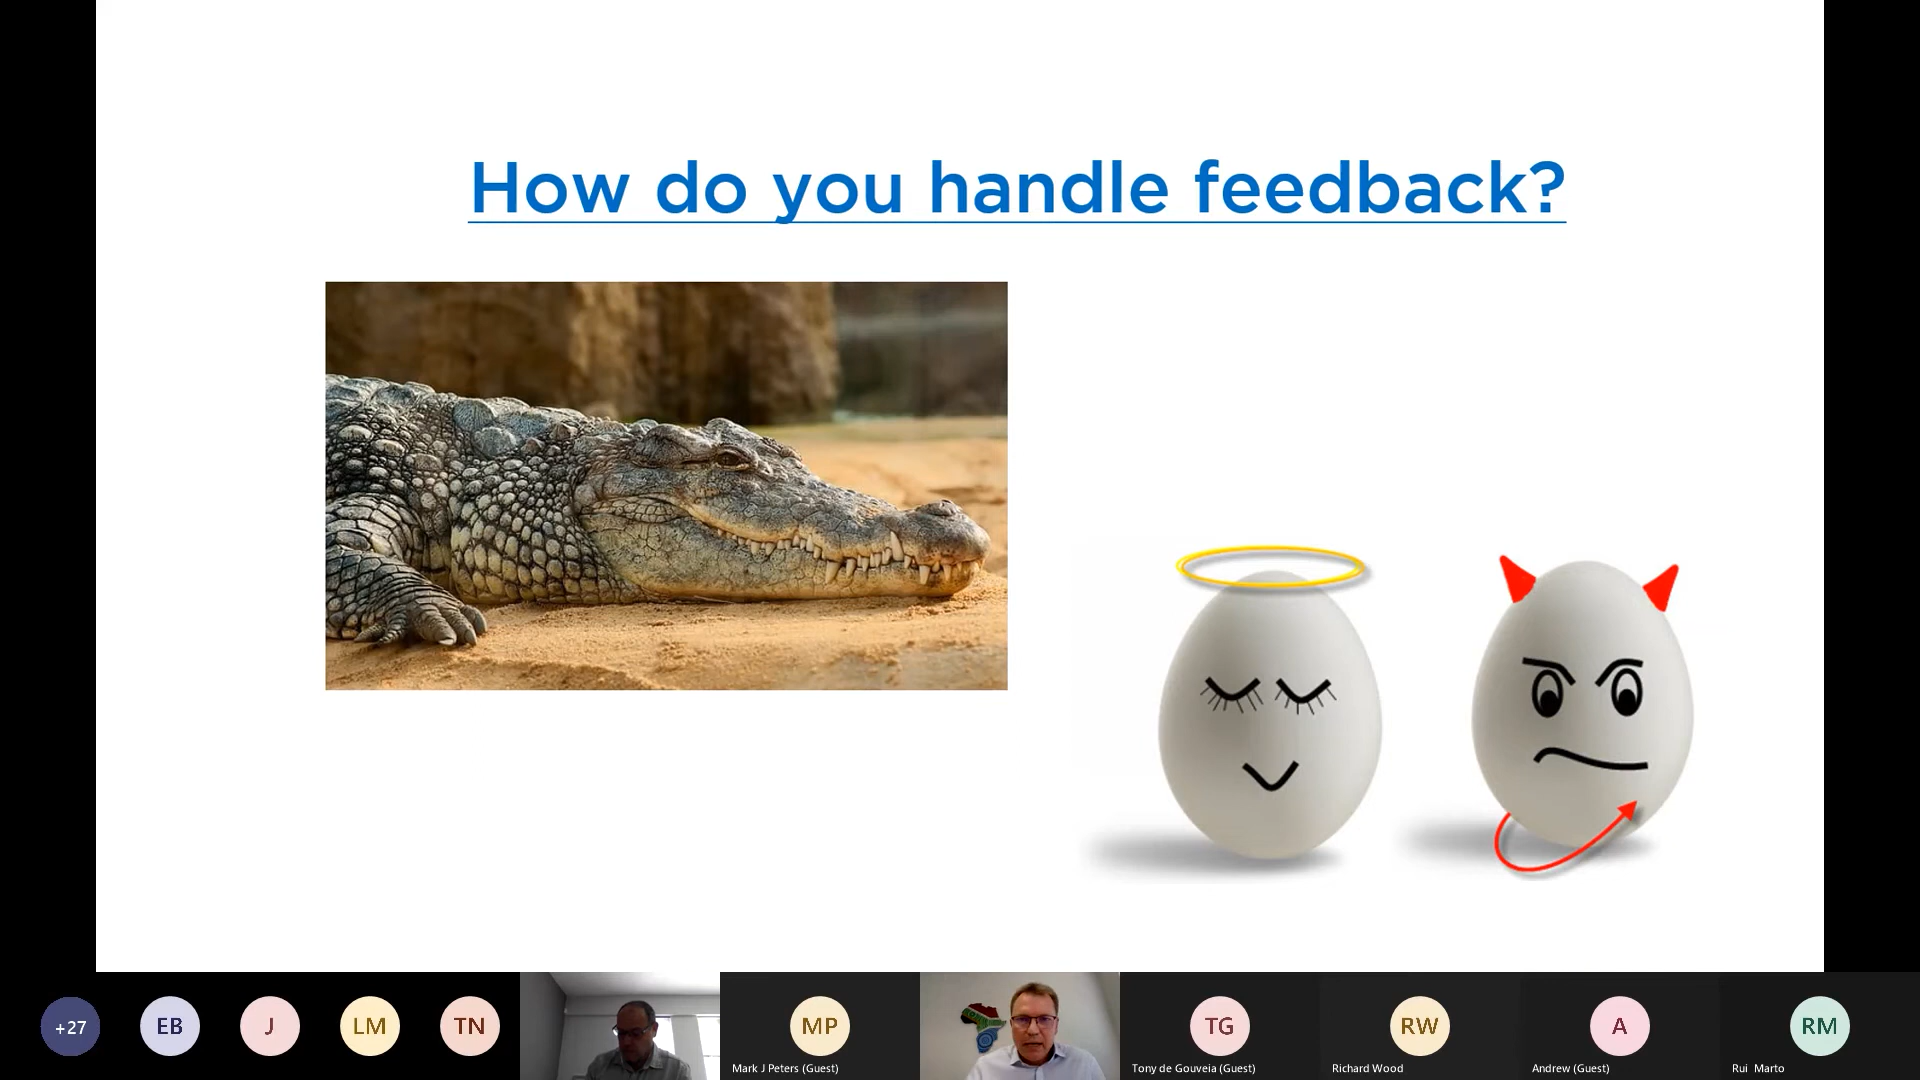 How do you handle feedback?
+27
EB
J
LM
TN
MP
Mark J Peters (Guest)
TG
Tony de Gouveia (Guest)
RW
Richard Wood
A
Andrew (Guest)
RM
Rui Marto